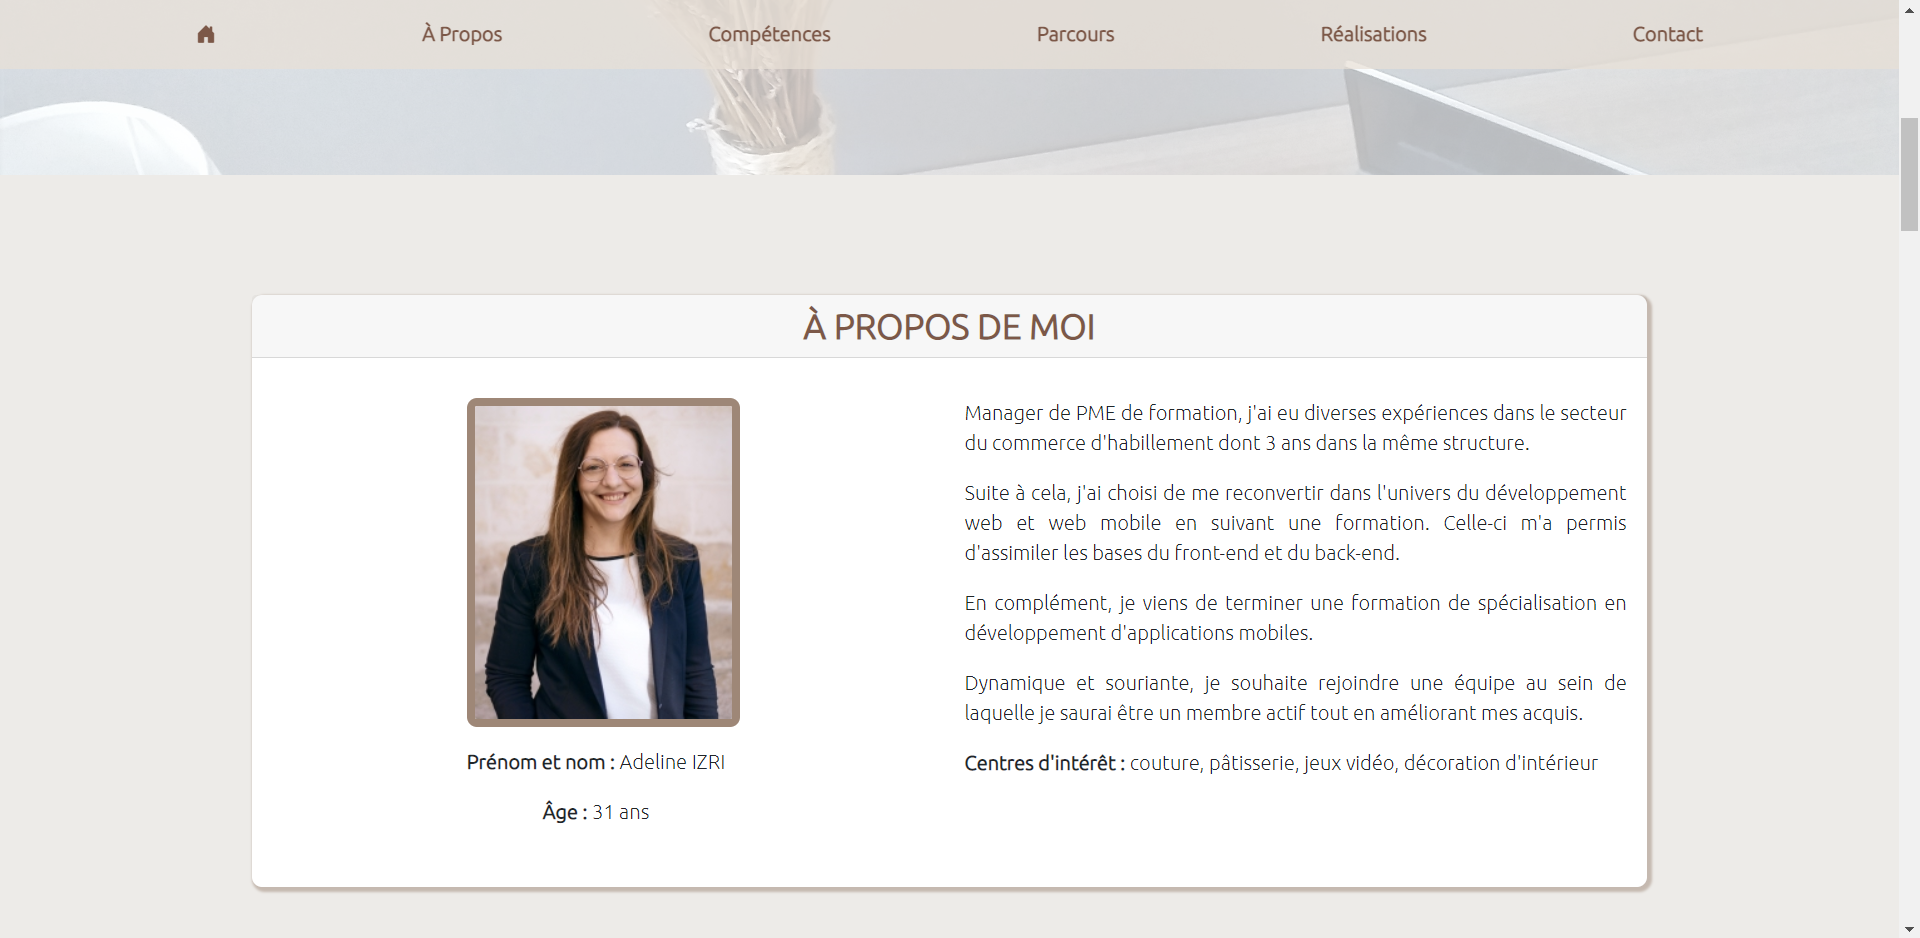 À Propos
Compétences
Parcours
Réalisations
Contact
À PROPOS DE MOI
Prénom et nom : Adeline IZRI
Âge : 31 ans
Manager de PME de formation, j'ai eu diverses expériences dans le secteur
du commerce d'habillement dont 3 ans dans la même structure.
Suite à cela, j'ai choisi de me reconvertir dans l'univers du développement
web et web mobile en suivant une formation. Celle-ci m'a permis
d'assimiler les bases du front-end et du back-end.
En complément, je viens de terminer une formation de spécialisation en
développement d'applications mobiles.
Dynamique et souriante, je souhaite rejoindre une équipe au sein de
laquelle je saurai être un membre actif tout en améliorant mes acquis.
Centres d'intérêt : couture, pâtisserie, jeux vidéo, décoration d'intérieur